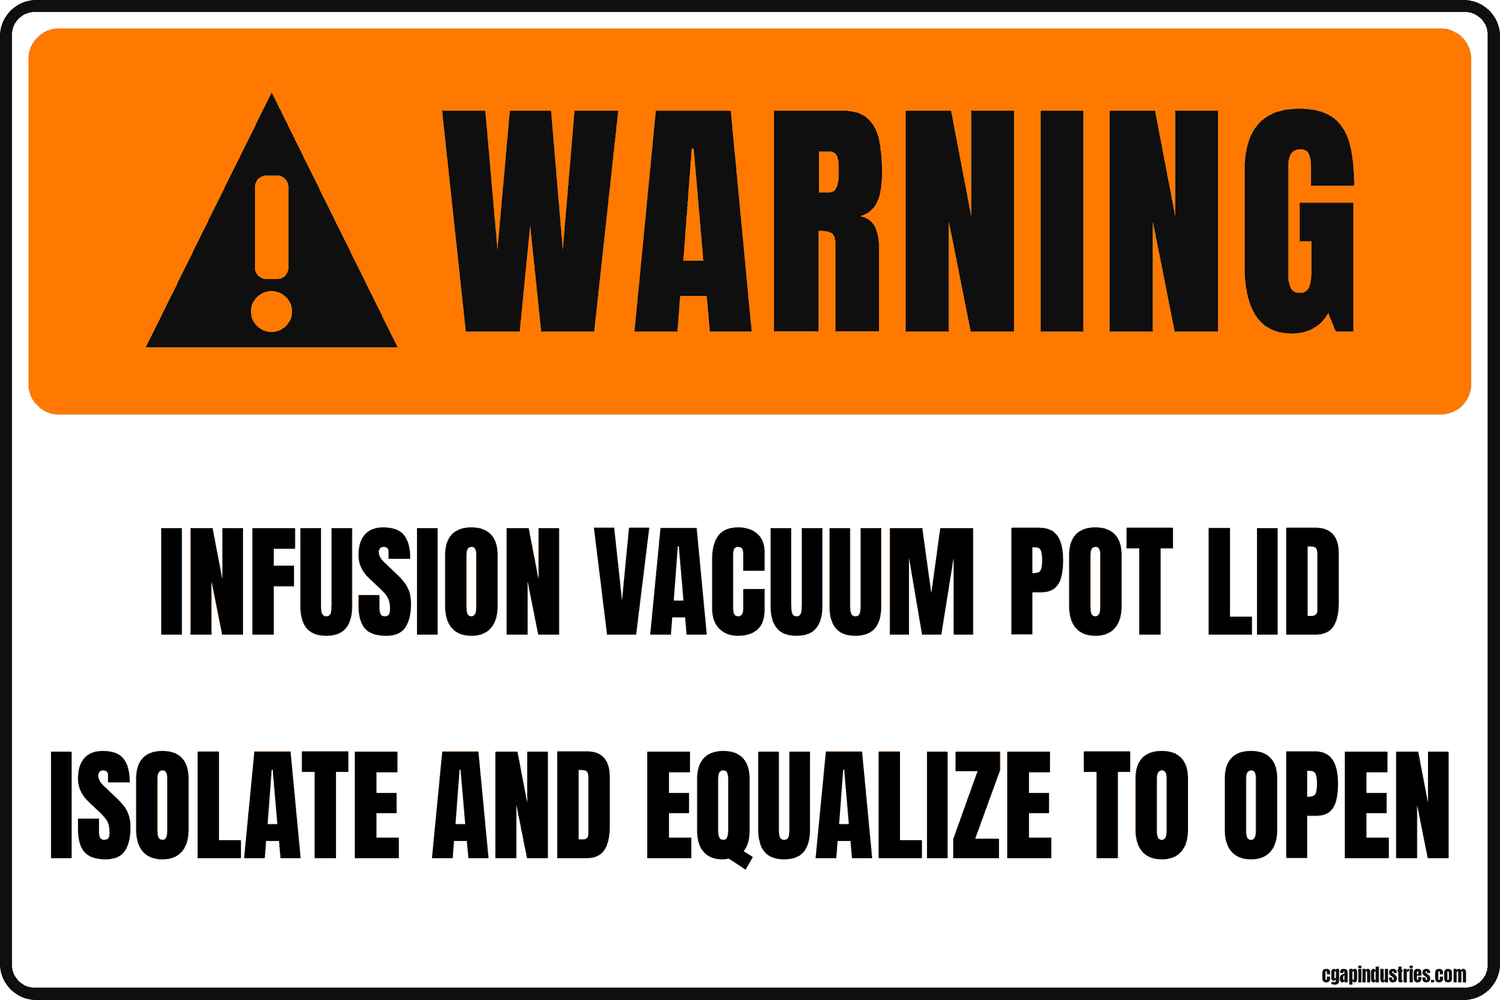 WARNING
INFUSION VACUUM POT LID
ISOLATE AND EQUALIZE TO OPEN
cgapindustries.com